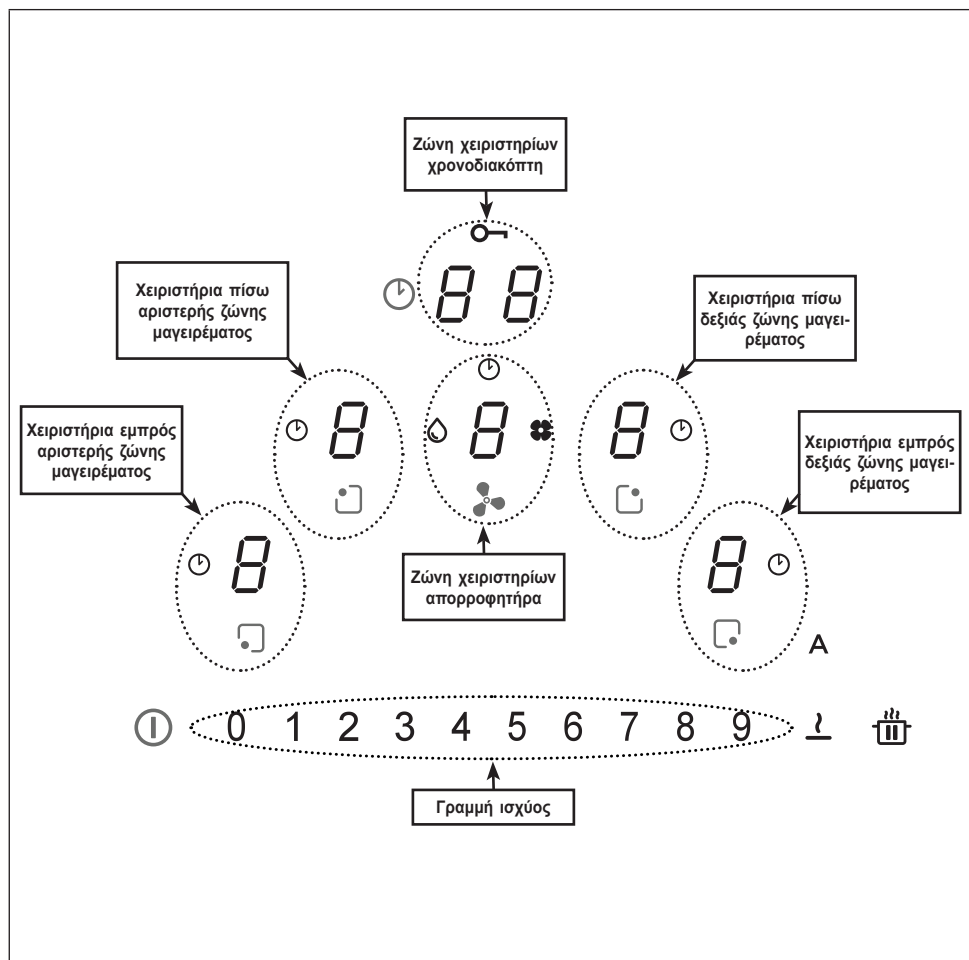 Ζώνη χειριστηρίων
χρονοδιακόπτη
8 8
Χειριστήρια πίσω
αριστερής ζώνης
μαγειρέματος
Χειριστήρια πίσω
δεξιάς ζώνης μαγει-
ρέματος
8 8 8
Χειριστήρια εμπρός
αριστερής ζώνης
μαγειρέματος
Χειριστήρια εμπρός
δεξιάς ζώνης μαγει-
ρέματος
8 8
Ζώνη χειριστηρίων
απορροφητήρα
A
0 1 2 3 4 5 6 7 8 9
Γραμμή ισχύος